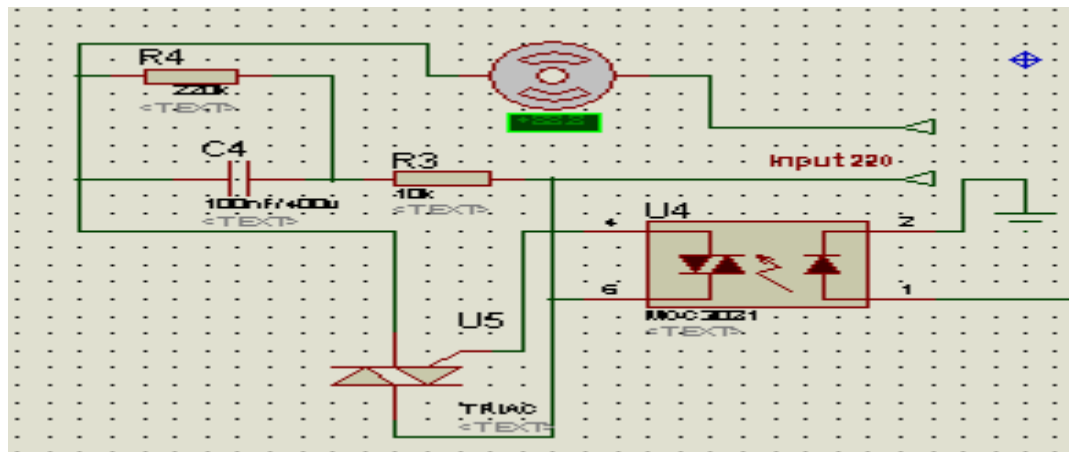 R4
220k
<TEXT>
C4
100nf/400v
<TEXT>
R3
10k
<TEXT>
Input 220
U4
4
2
6
1
MOC3021
<TEXT>
U5
TRIAC
<TEXT>